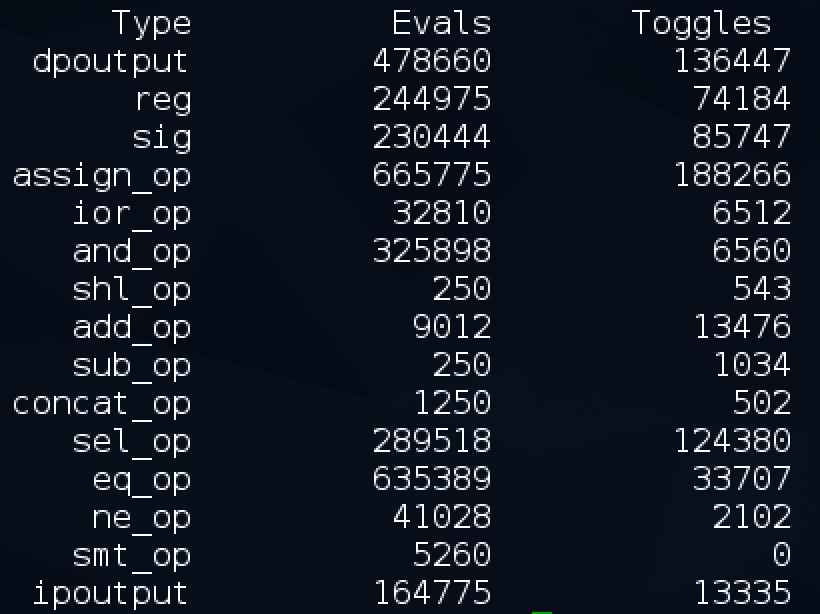 Type Evals Toggles
dpoutput 478660 136447
reg 244975 74184
sig 230444 85747
assign_op 665775 188266
ior_op 32810 6512
and_op 325898 6560
shl_op 250 543
add_op 9012 13476
sub_op 250 1034
concat_op 1250 502
sel_op 289518 124380
eq_op 635389 33707
ne_op 41028 2102
smt_op 5260 0
ipoutput 164775 13335